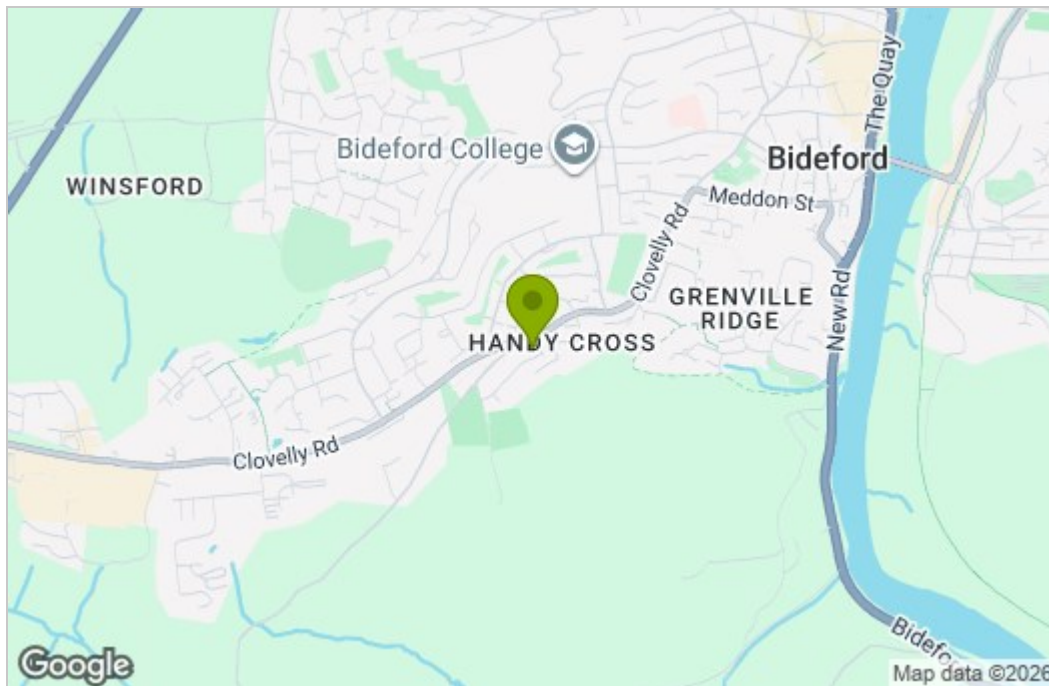 The Quay
Bideford College
Bideford
WINSFORD
Meddon St
Clovelly Rd
GRENVILLE
RIDGE
New Rd
HANDY CROSS
Clovelly Rd
Bidefor
Google
Map data ©2026